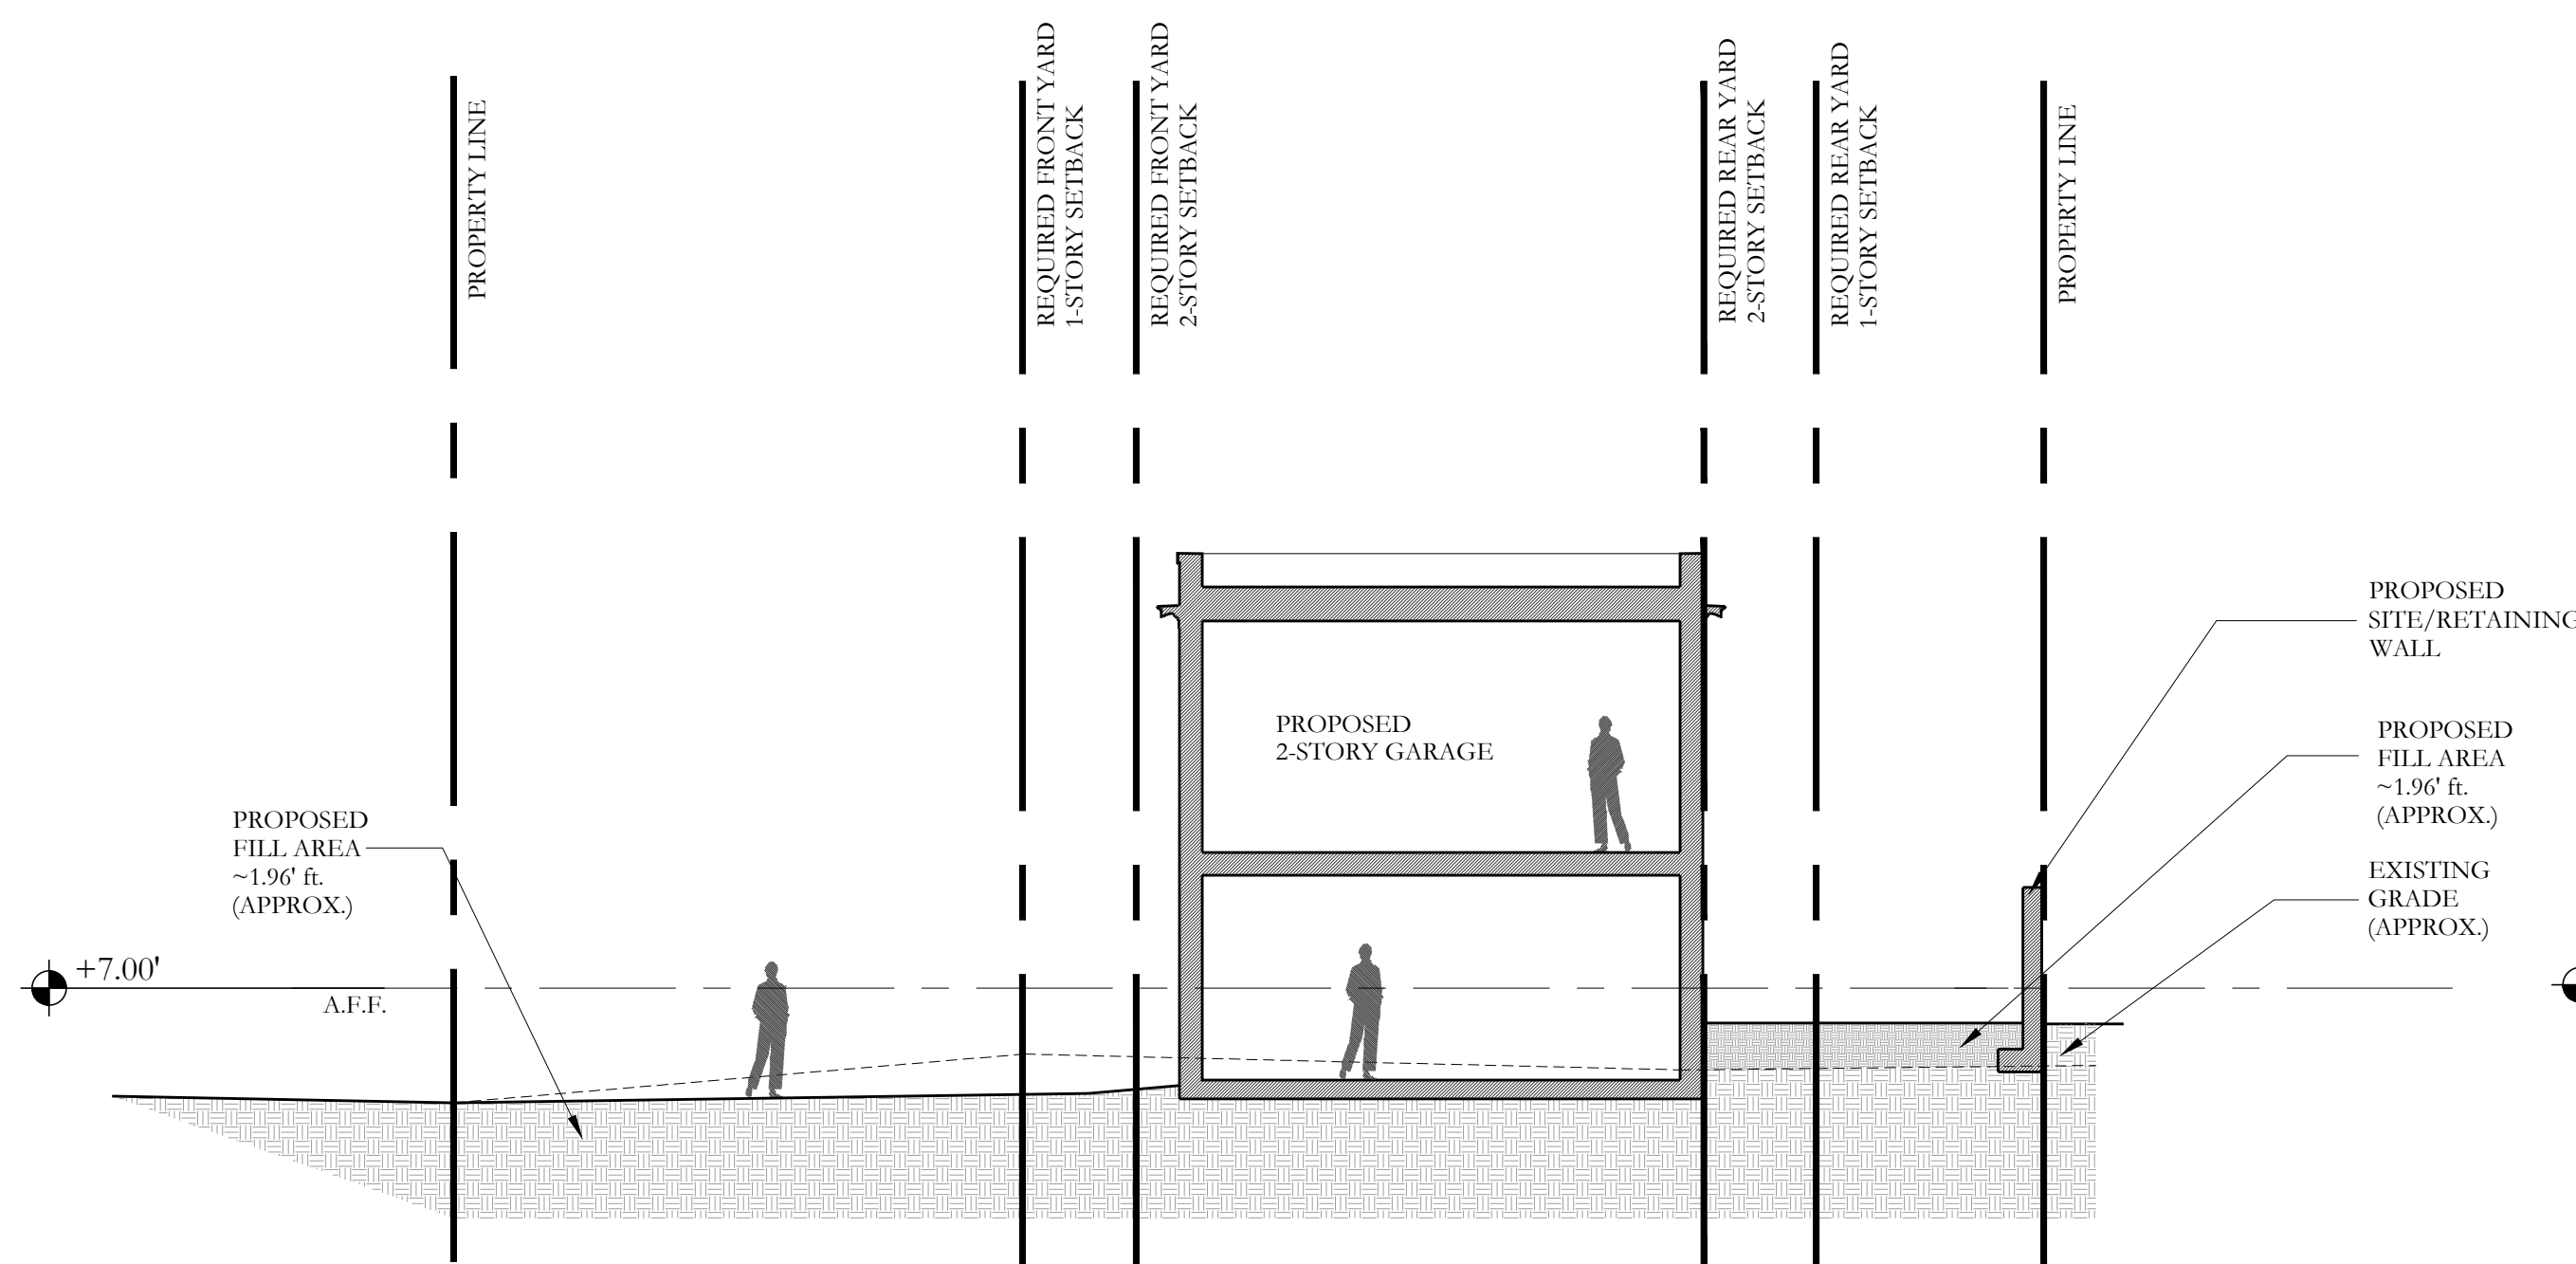 PROPERTY LINE
REQUIRED FRONT YARD
1-STORY SETBACK
REQUIRED FRONT YARD
2-STORY SETBACK
REQUIRED REAR YARD
2-STORY SETBACK
REQUIRED REAR YARD
1-STORY SETBACK
PROPERTY LINE
PROPOSED
SITE/RETAINING
WALL
PROPOSED
2-STORY GARAGE
PROPOSED
FILL AREA
~1.96' ft.
(APPROX.)
PROPOSED
FILL AREA
~1.96' ft.
(APPROX.)
EXISTING
GRADE
(APPROX.)
+7.00'
A.F.F.